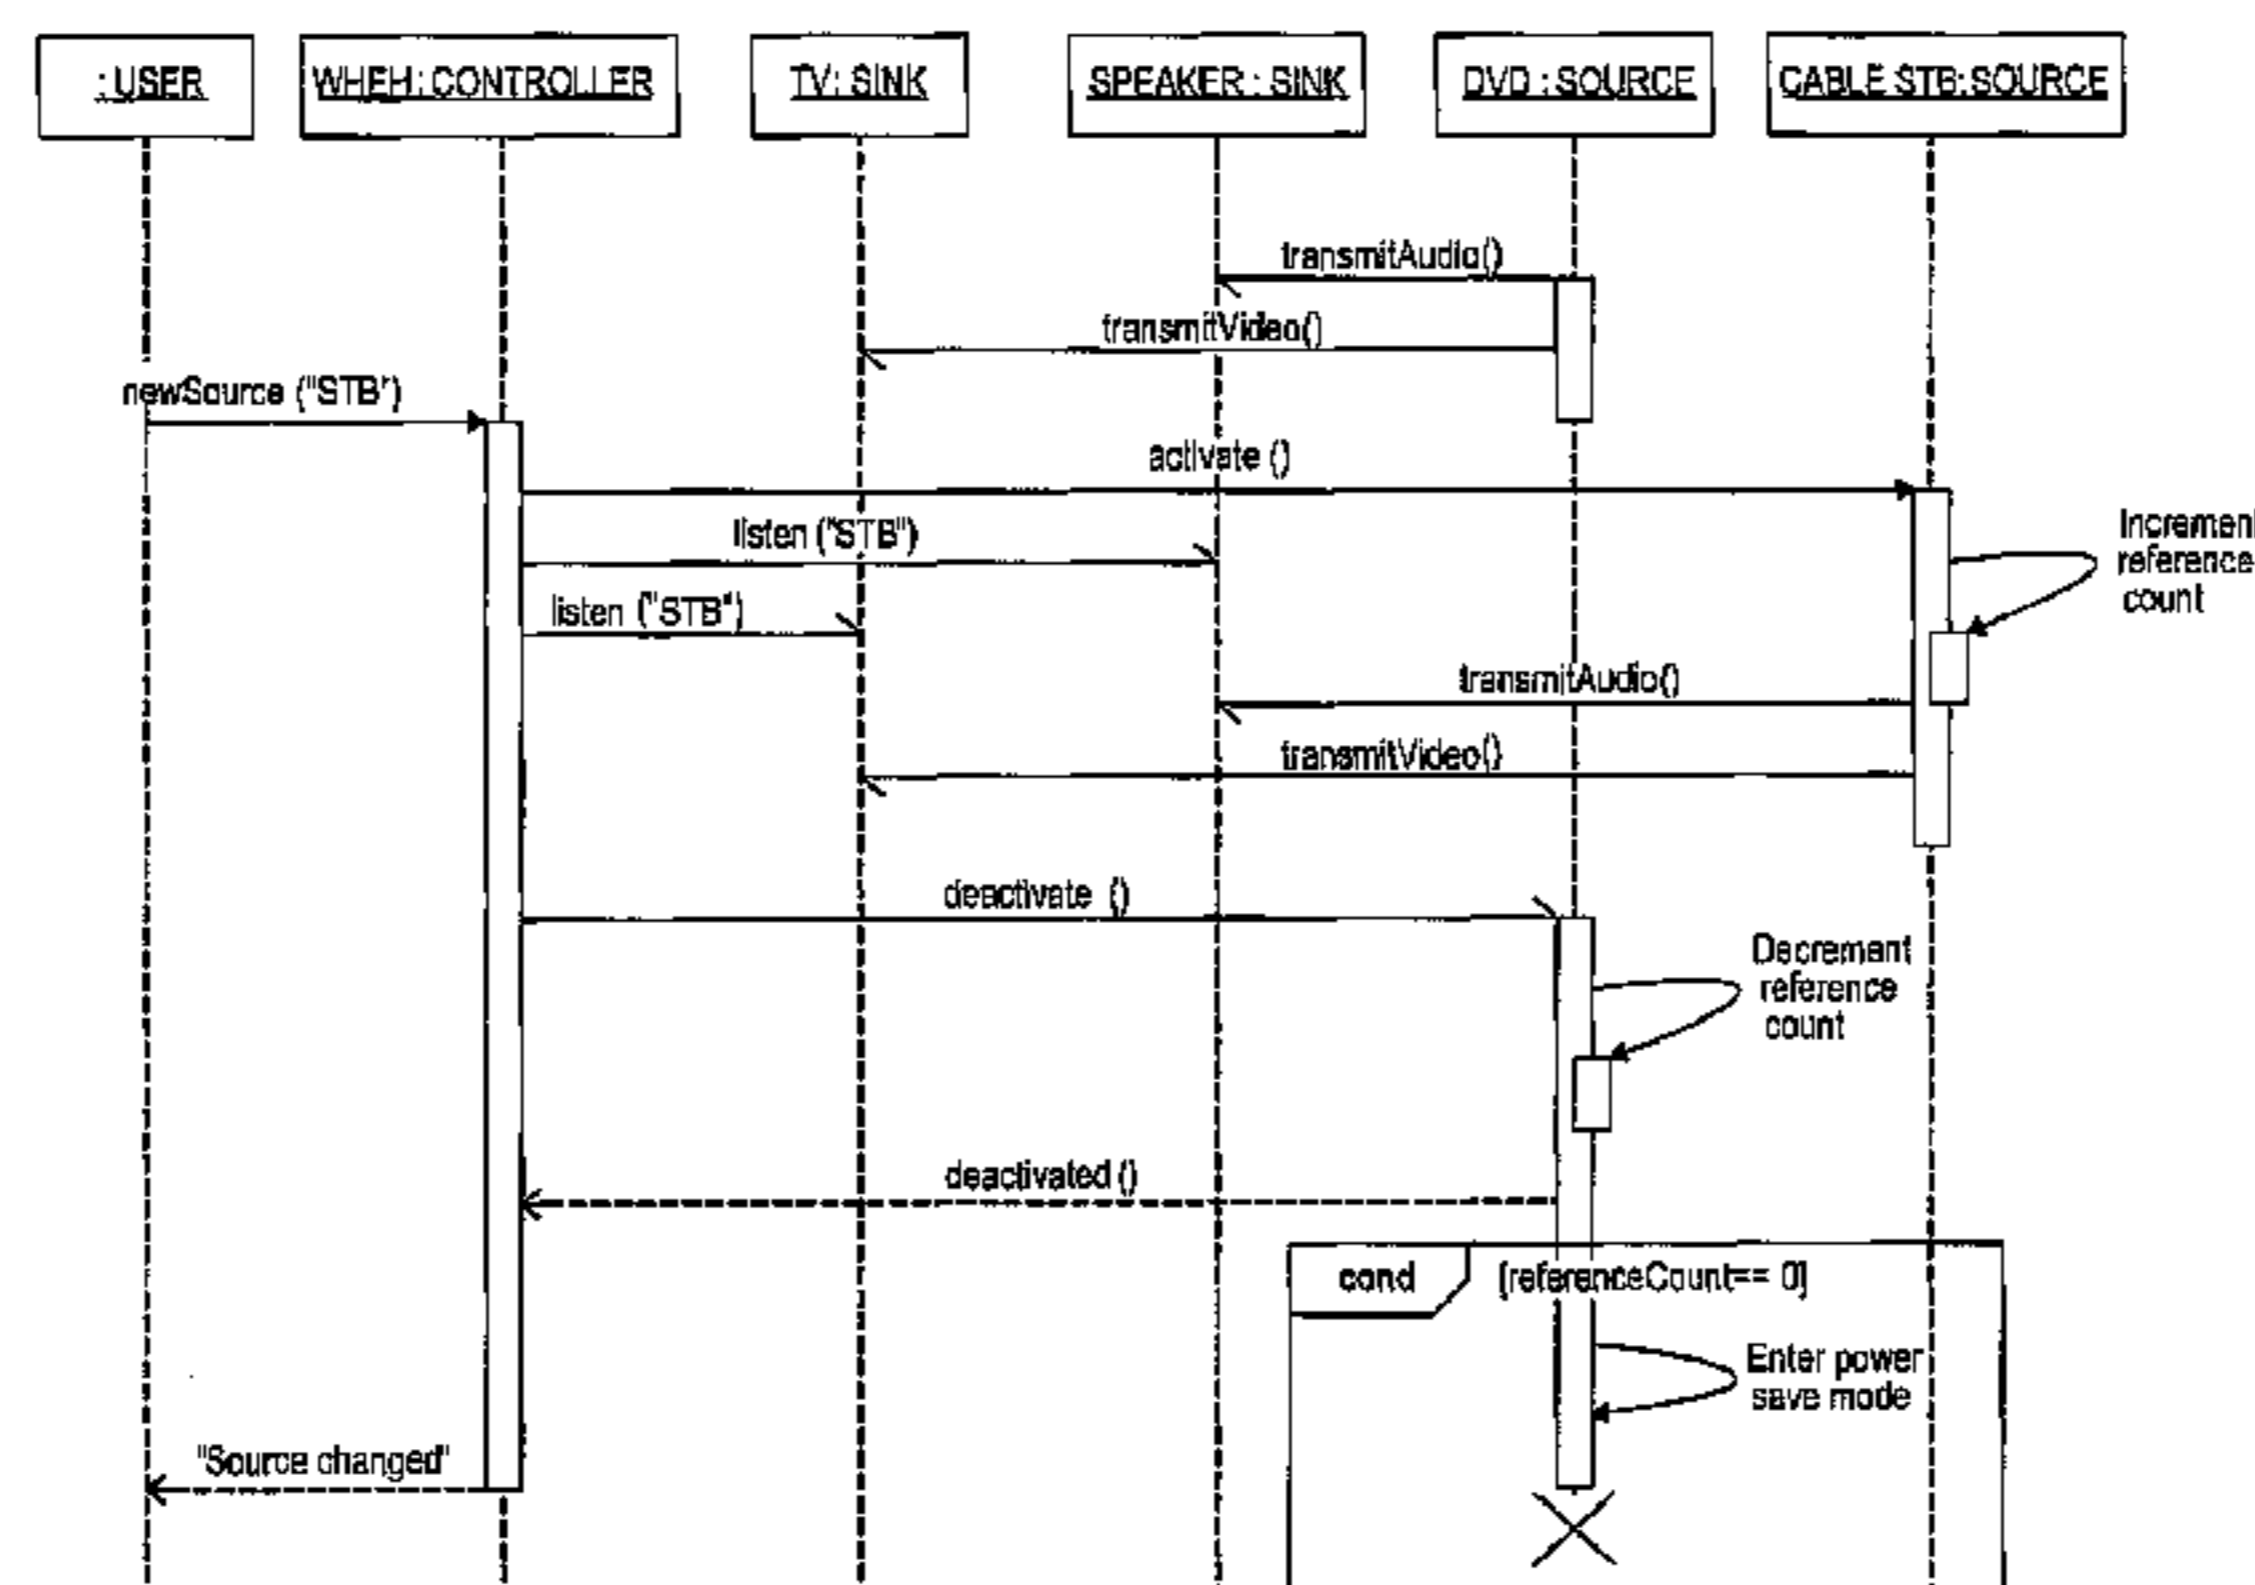 : USER
WHEH : CONTROLLER
TV : SINK
SPEAKER : SINK
DVD : SOURCE
CABLE STB:SOURCE
transmitAudio()
transmitVideo()
newSource ("STB")
activate ()
listen ("STB")
Increment
reference
count
listen ("STB")
transmitAudio()
transmitVideo()
deactivate ()
Decrement
reference
count
deactivated ()
cond
[referenceCount== 0]
Enter power
save mode
"Source changed"